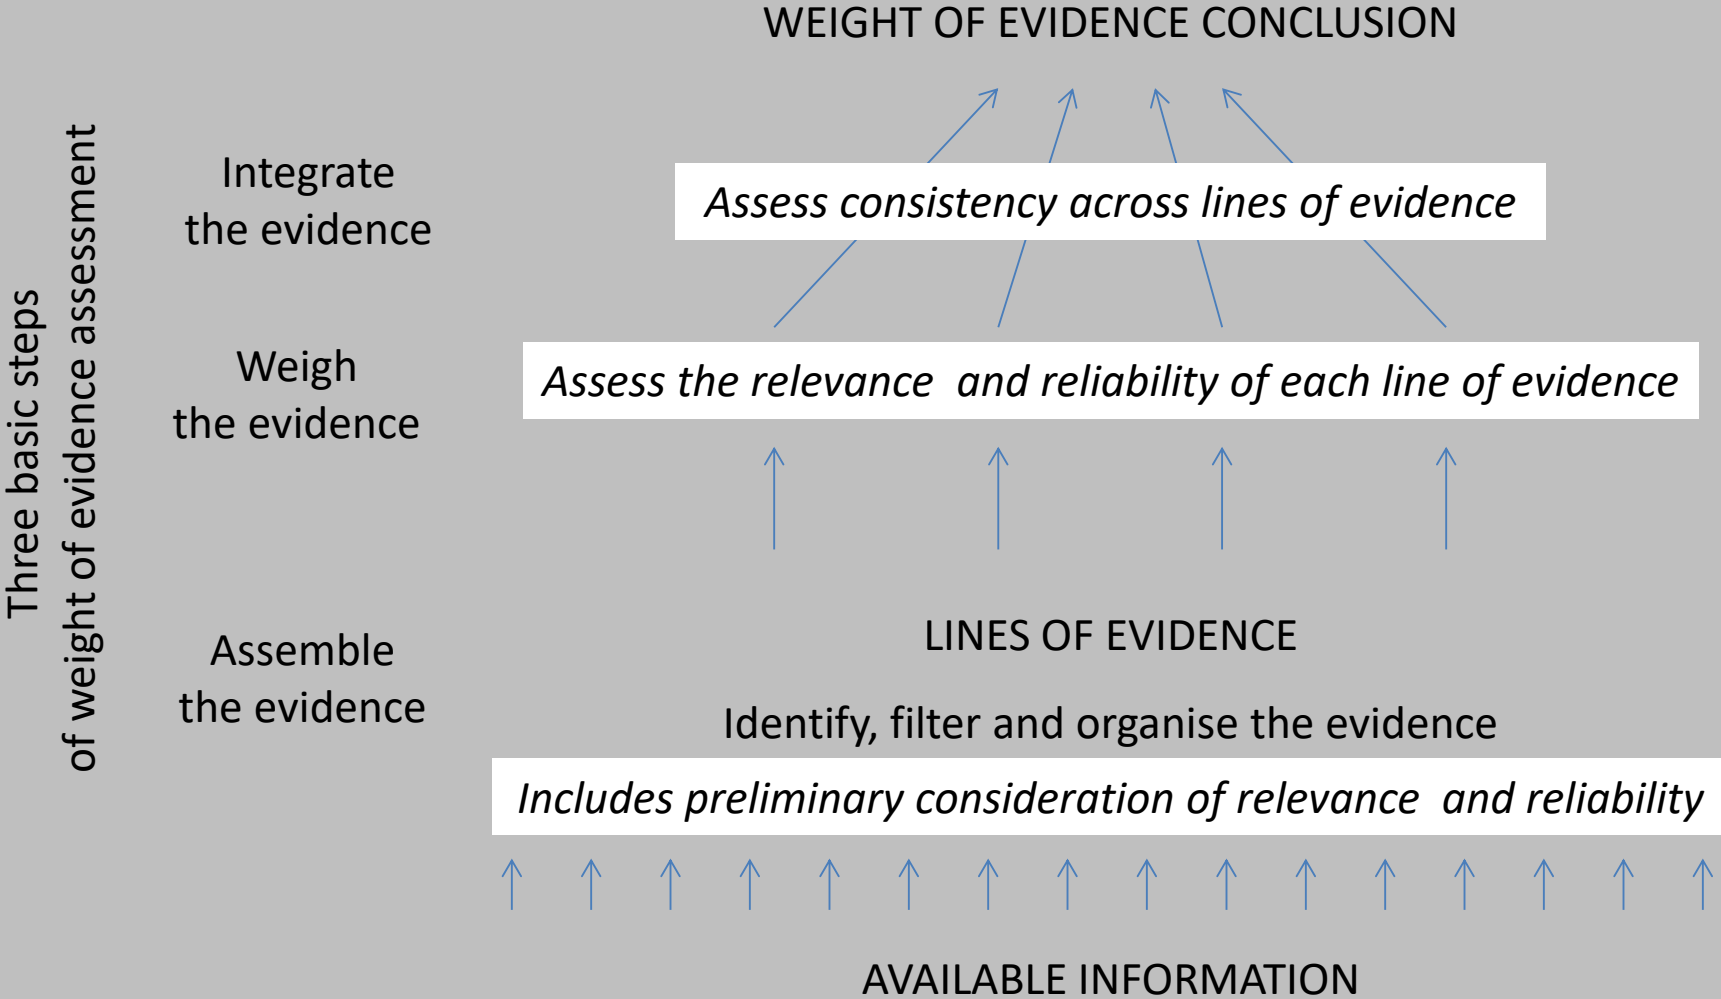 WEIGHT OF EVIDENCE CONCLUSION
Three basic steps
of weight of evidence assessment
Integrate
the evidence
Assess consistency across lines of evidence
Weigh
the evidence
Assess the relevance  and reliability of each line of evidence
Assemble
the evidence
LINES OF EVIDENCE
Identify, filter and organise the evidence
Includes preliminary consideration of relevance  and reliability
AVAILABLE INFORMATION